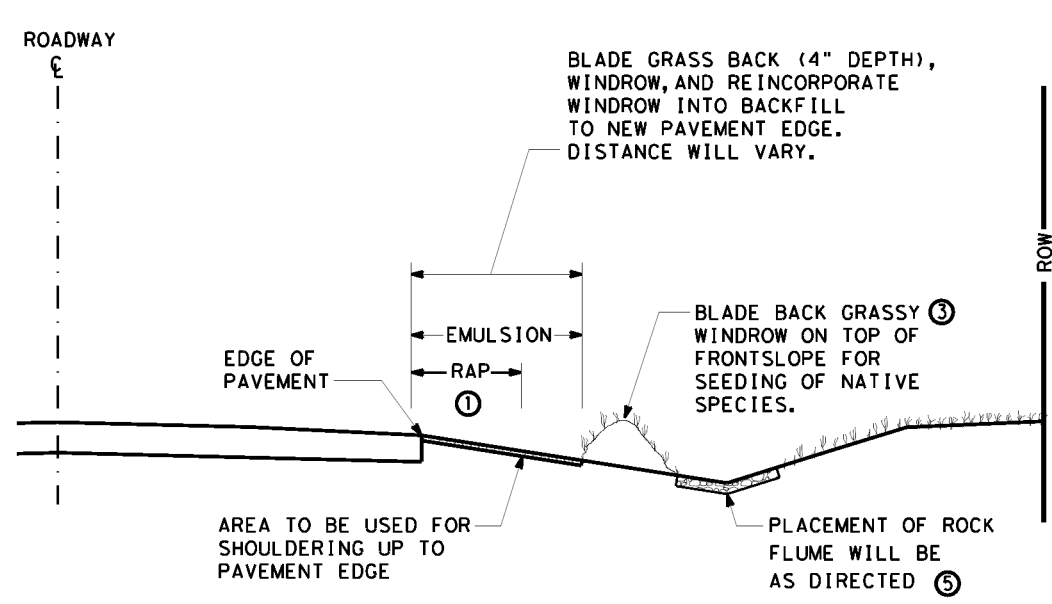 ROADWAY
℄
BLADE GRASS BACK (4" DEPTH),
WINDROW, AND REINCORPORATE
WINDROW INTO BACKFILL
TO NEW PAVEMENT EDGE.
DISTANCE WILL VARY.
ROW
EMULSION
RAP
①
EDGE OF
PAVEMENT
BLADE BACK GRASSY ③
WINDROW ON TOP OF
FRONTSLOPE FOR
SEEDING OF NATIVE
SPECIES.
AREA TO BE USED FOR
SHOULDERING UP TO
PAVEMENT EDGE
PLACEMENT OF ROCK
FLUME WILL BE
AS DIRECTED ⑤